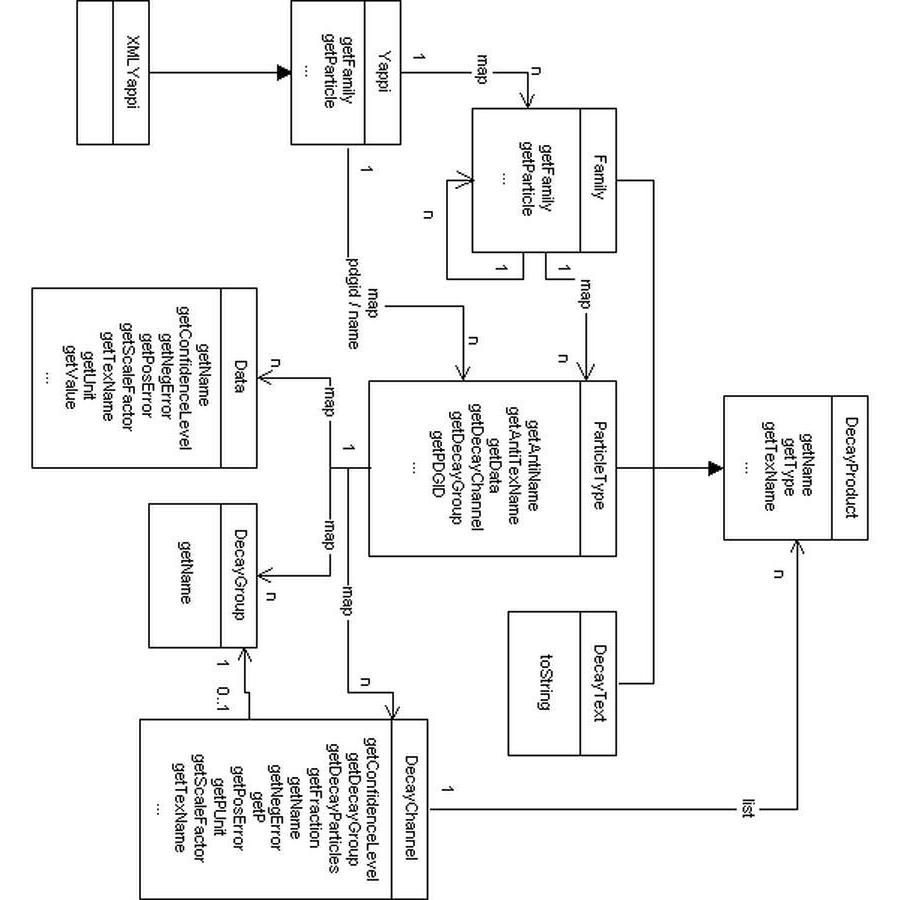 DecayProduct
getName
getType
getTexName
...
n
list
Family
getFamily
getParticle
...
1
n
1
map
n
ParticleType
getAntiiName
getAntiTexName
getData
getDecayChannel
getDecayGroup
getPDGID
...
DecayText
toString
n
map
1
Yappi
getFamily
getParticle
...
1
map
pdgid / name
n
XMLYappi
1
map
n
map
n
map
n
1
Data
getName
getConfidenceLevel
getNegError
getPosError
getScaleFactor
getTexName
getUnit
getValue
...
DecayGroup
getName
1
0..1
DecayChannel
getConfidenceLevel
getDecayGroup
getDecayParticles
getFraction
getName
getNegError
getP
getPosError
getPUnit
getScaleFactor
getTexName
...